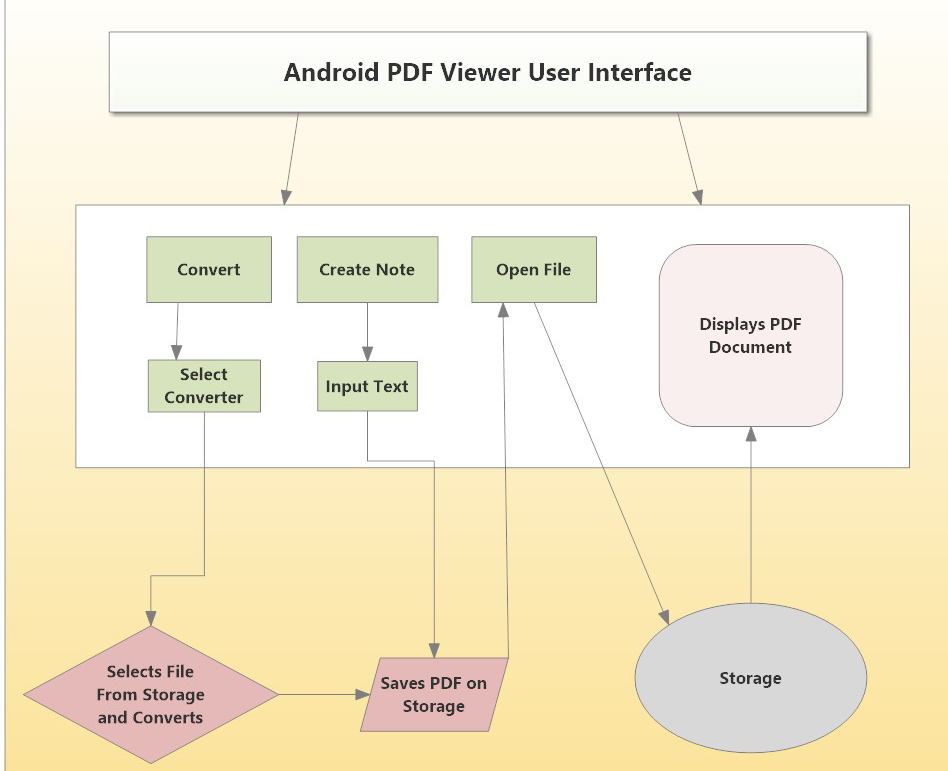 Android PDF Viewer User Interface
Convert
Create Note
Open File
Displays PDF
Document
Select
Converter
Input Text
Selects File
From Storage
and Converts
Saves PDF on
Storage
Storage